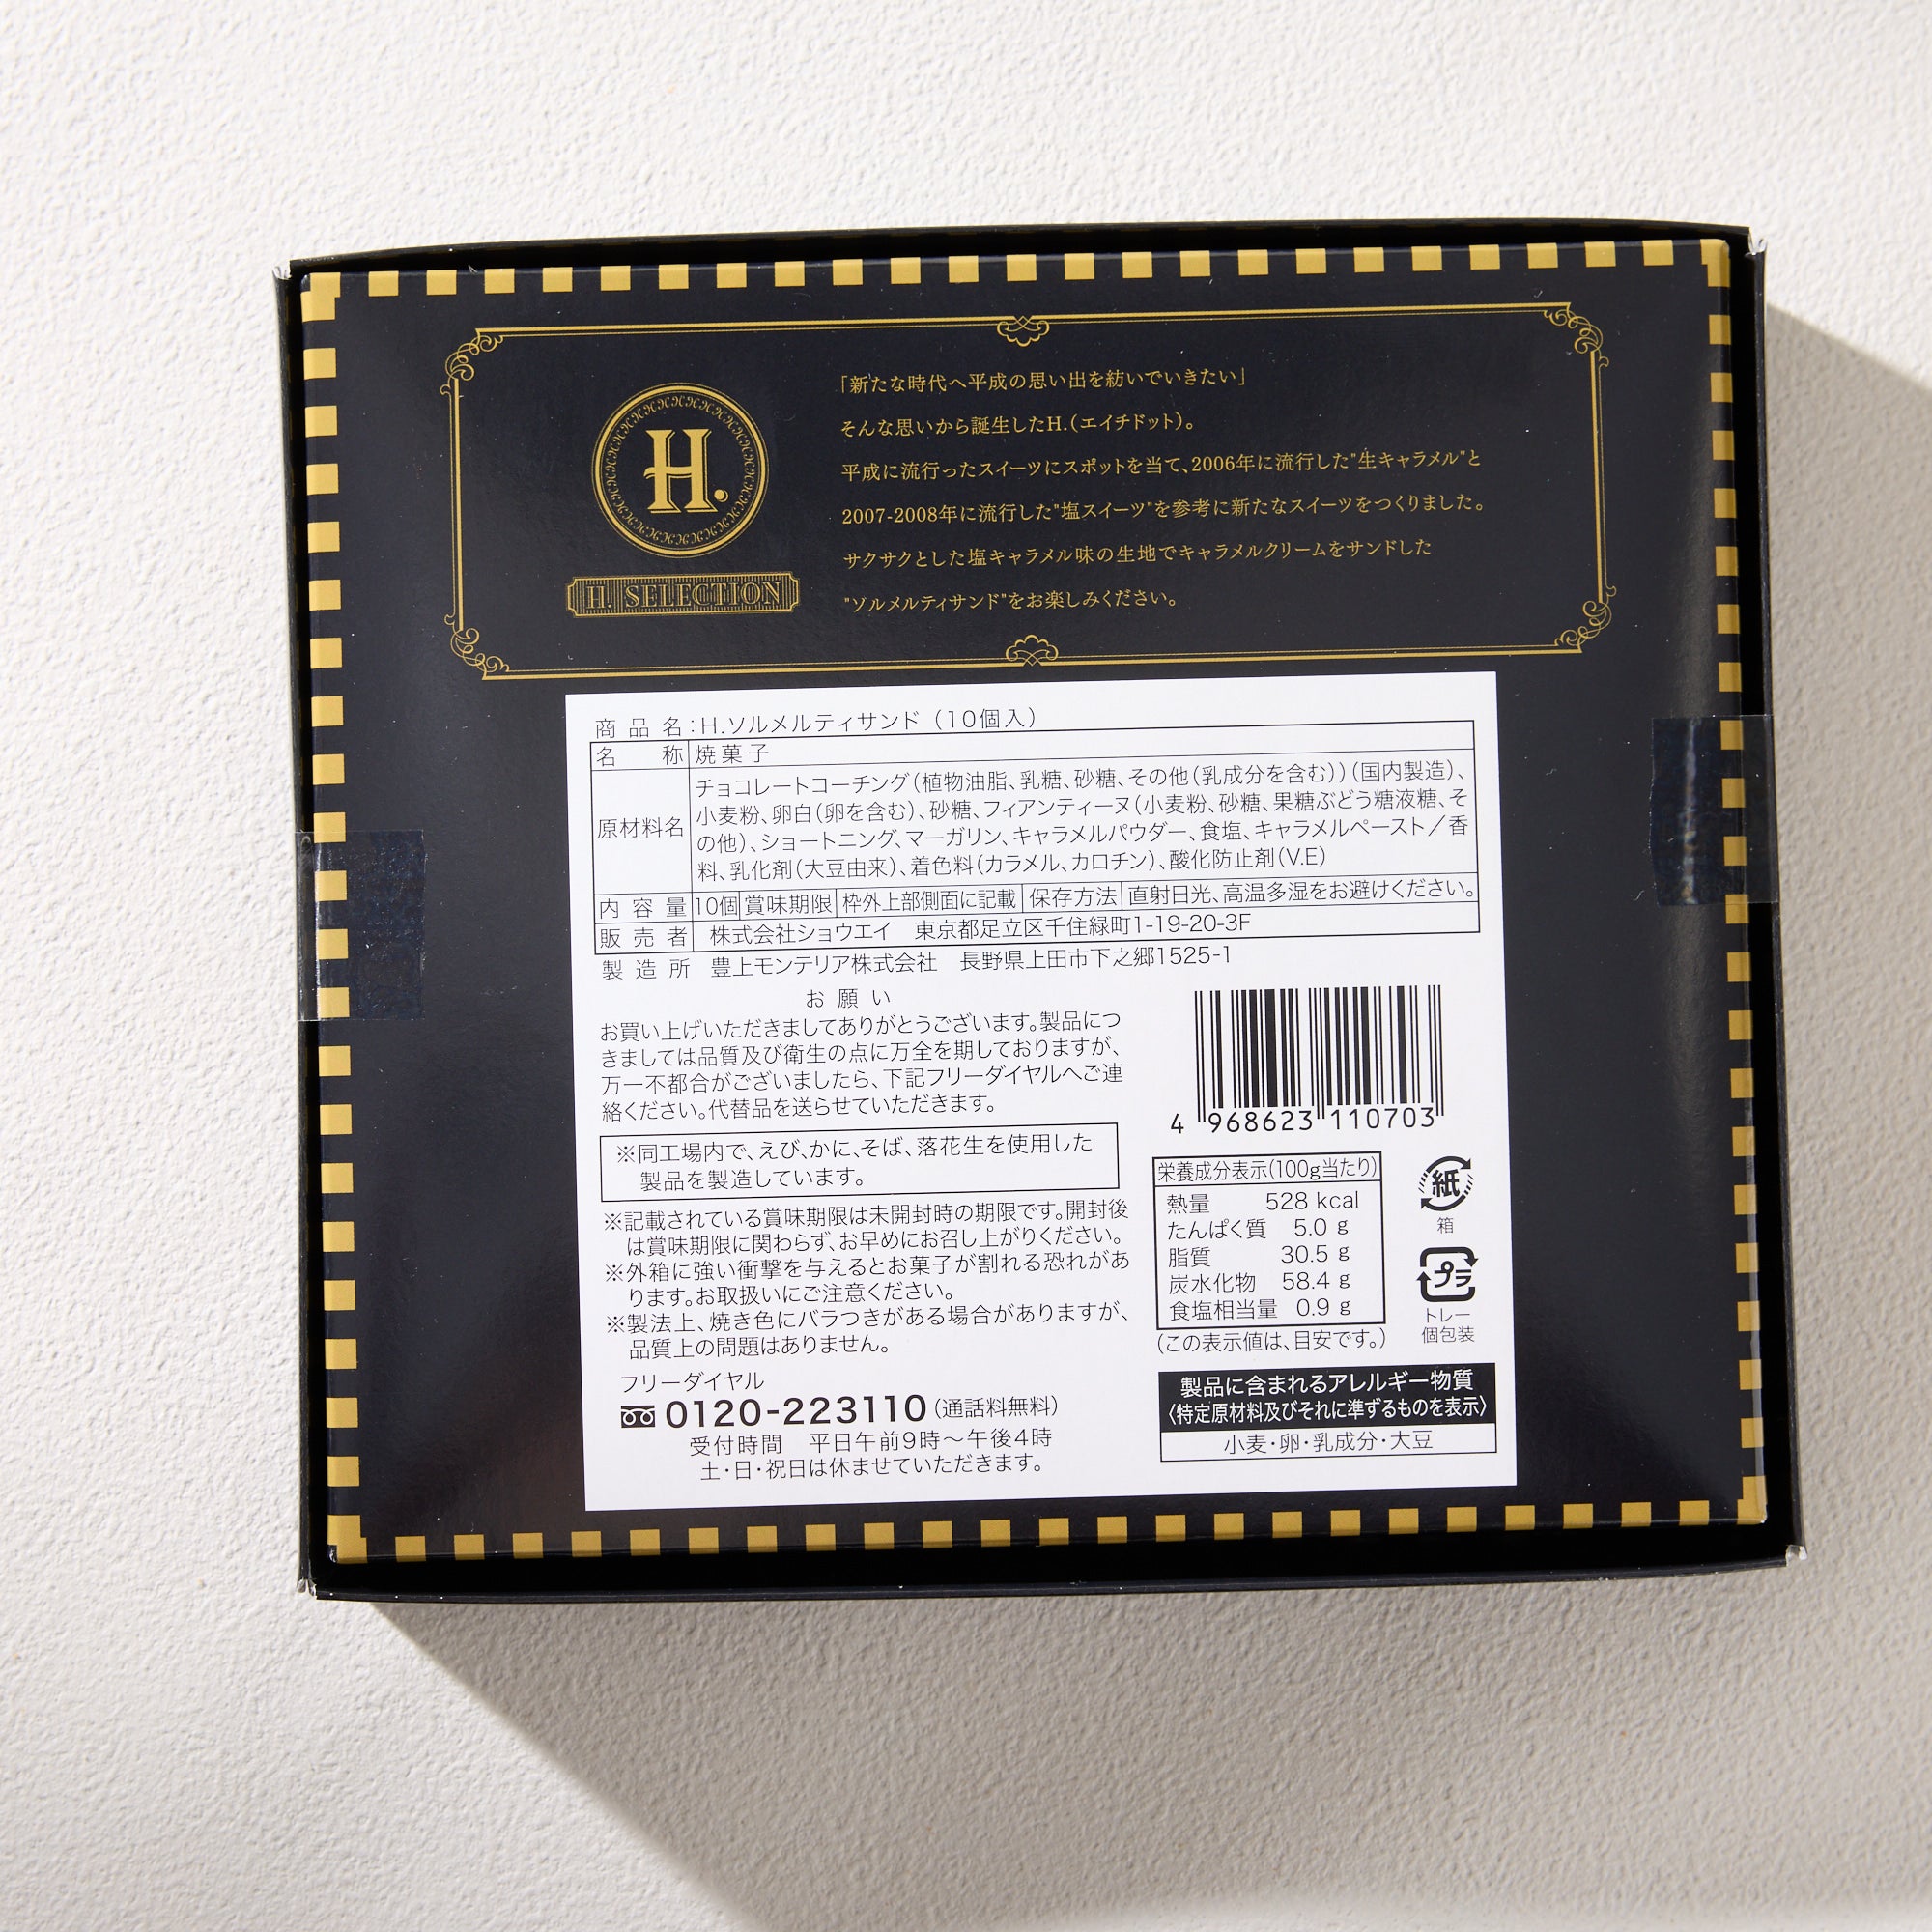 「新たな時代へ平成の思い出を紡いでいきたい」
そんな思いから誕生したH.(エイチドット)。
平成に流行ったスイーツにスポットを当て、2006年に流行した"生キャラメル"と
2007-2008年に流行した"塩スイーツ"を参考に新たなスイーツをつくりました。
サクサクとした塩キャラメル味の生地でキャラメルクリームをサンドした
"ゾルメルティサンド"をお楽しみください。
H.
H. SELECTION
商品名:H.ソルメルティサンド(10個入)
名称 焼菓子
原材料名 チョコレートコーチング(植物油脂、乳糖、砂糖、その他(乳成分を含む))(国内製造)、
小麦粉、卵白(卵を含む)、砂糖、フィアンティーヌ(小麦粉、砂糖、果糖ぶどう糖液糖、そ
の他)、ショートニング、マーガリン、キャラメルパウダー、食塩、キャラメルペースト/香
料、乳化剤(大豆由来)、着色料(カラメル、カロチン)、酸化防止剤(V.E)
内容量 10個 賞味期限 枠外上部側面に記載 保存方法 直射日光、高温多湿をお避けください。
販売者 株式会社ショウエイ 東京都足立区千住緑町1-19-20-3F
製造所 豊上モンテリア株式会社 長野県上田市下之郷1525-1
お願い
お買い上げいただきましてありがとうございます。製品につ
きましては品質及び衛生の点に万全を期しておりますが、
万一不都合がございましたら、下記フリーダイヤルへご連
絡ください。代替品を送らせていただきます。
※同工場内で、えび、かに、そば、落花生を使用した
製品を製造しています。
※記載されている賞味期限は未開封時の期限です。開封後
は賞味期限に関わらず、お早めにお召し上がりください。
※外箱に強い衝撃を与えるとお菓子が割れる恐れがあ
ります。お取扱いにご注意ください。
※製法上、焼き色にバラつきがある場合がありますが、
品質上の問題はありません。
フリーダイヤル
0120-223110(通話料無料)
受付時間 平日午前9時~午後4時
土・日・祝日は休ませていただきます。
4 968623 110703
栄養成分表示(100g当たり)
熱量 528 kcal
たんぱく質 5.0 g
脂質 30.5 g
炭水化物 58.4 g
食塩相当量 0.9 g
(この表示値は、目安です。)
紙
箱
プラ
トレー
個包装
製品に含まれるアレルギー物質
〈特定原材料及びそれに準ずるものを表示〉
小麦・卵・乳成分・大豆